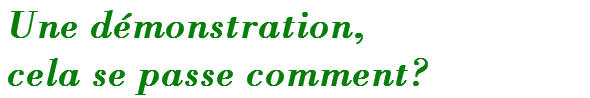 Une démonstration,
cela se passe comment?